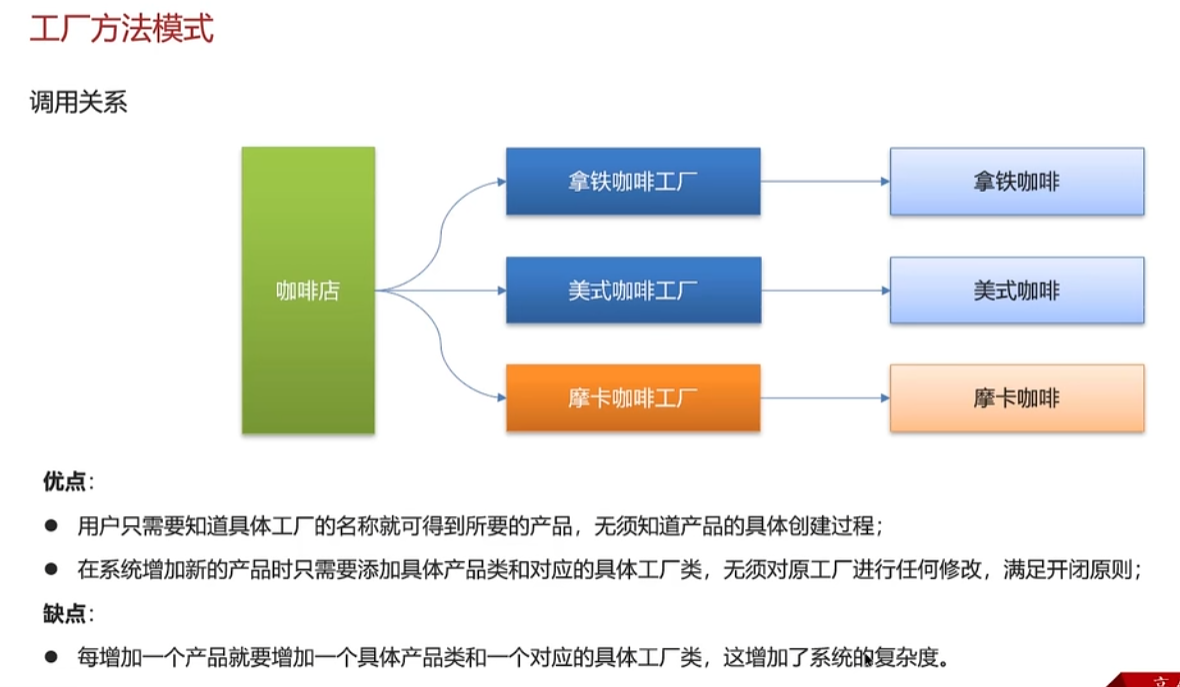 工厂方法模式
调用关系
咖啡店
拿铁咖啡工厂
拿铁咖啡
美式咖啡工厂
美式咖啡
摩卡咖啡工厂
摩卡咖啡
优点：
● 用户只需要知道具体工厂的名称就可得到所要的产品，无须知道产品的具体创建过程；
● 在系统增加新的产品时只需要添加具体产品类和对应的具体工厂类，无须对原工厂进行任何修改，满足开闭原则；
缺点：
● 每增加一个产品就要增加一个具体产品类和一个对应的具体工厂类，这增加了系统的复杂度。